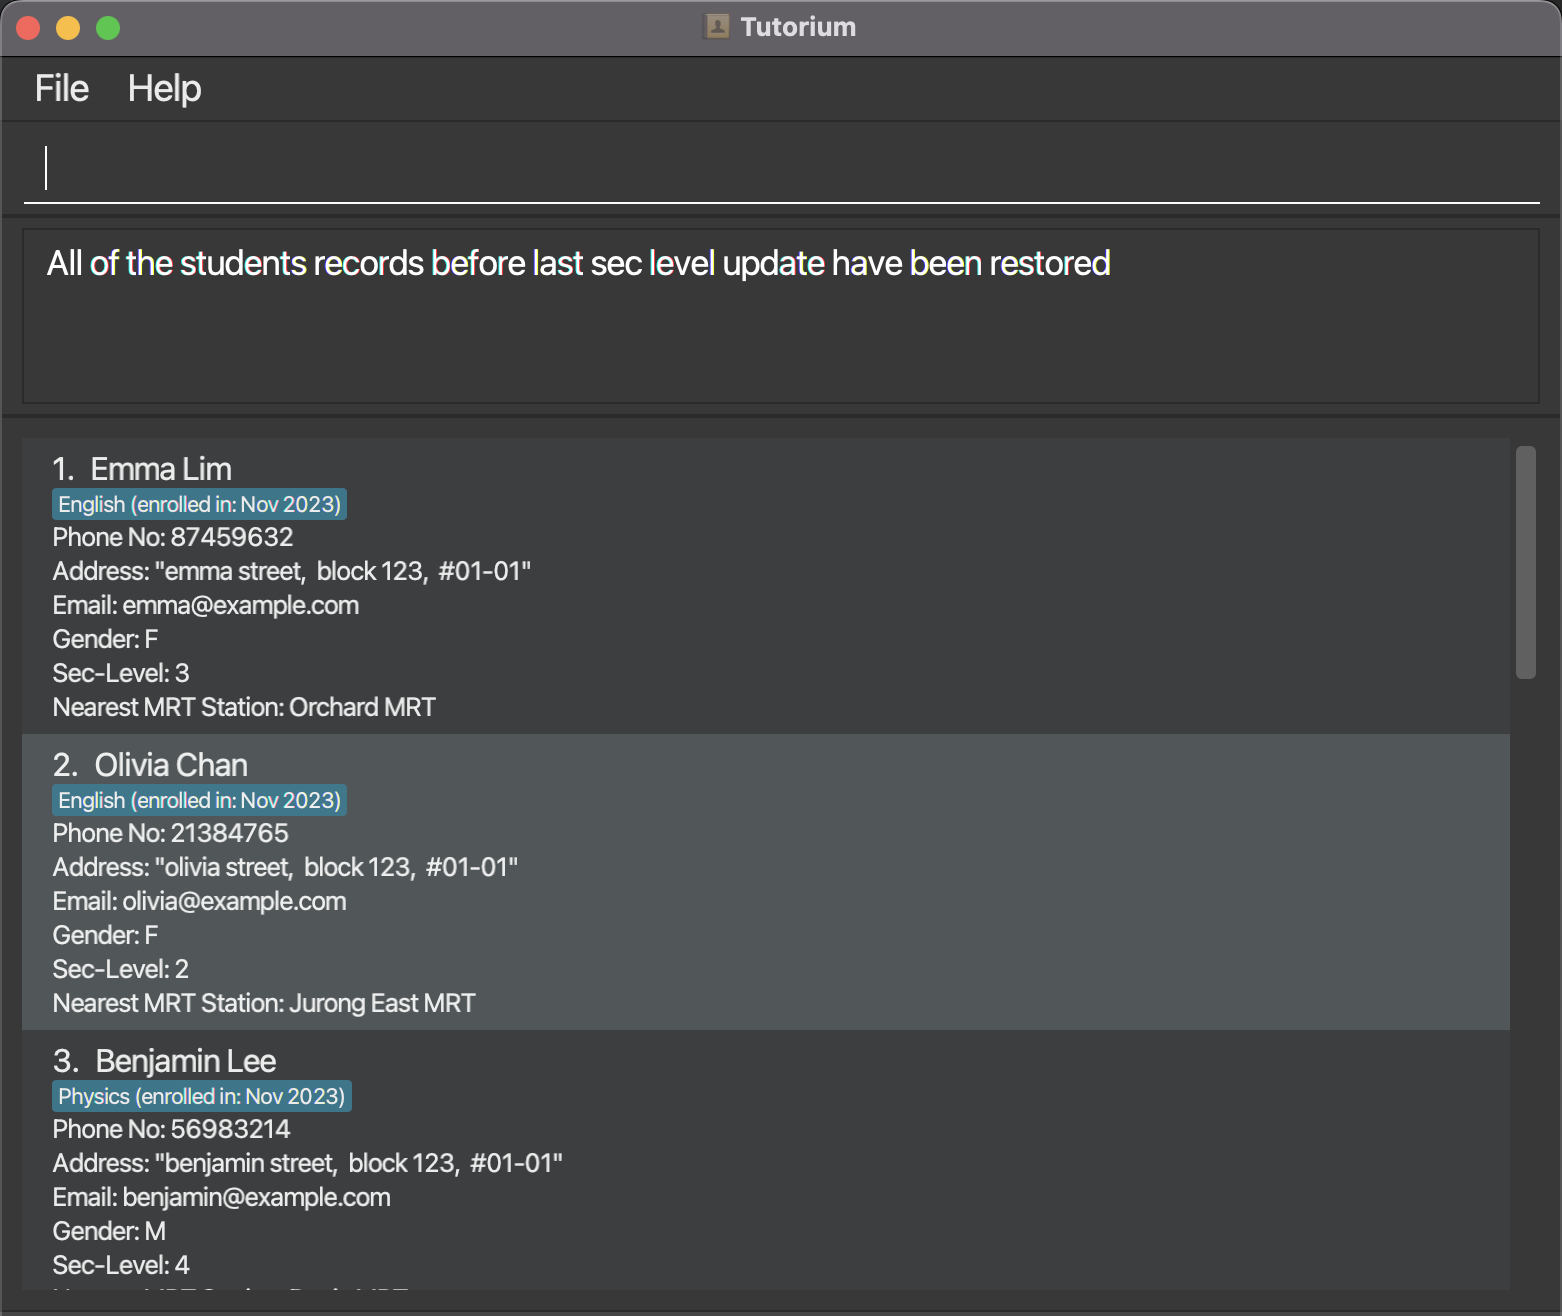 Tutorium
File Help
All of the students records before last sec level update have been restored
1. Emma Lim
English (enrolled in: Nov 2023)
Phone No: 87459632
Address: "emma street, block 123, #01-01"
Email: emma@example.com
Gender: F
Sec-Level: 3
Nearest MRT Station: Orchard MRT
2. Olivia Chan
English (enrolled in: Nov 2023)
Phone No: 21384765
Address: "olivia street, block 123, #01-01"
Email: olivia@example.com
Gender: F
Sec-Level: 2
Nearest MRT Station: Jurong East MRT
3. Benjamin Lee
Physics (enrolled in: Nov 2023)
Phone No: 56983214
Address: "benjamin street, block 123, #01-01"
Email: benjamin@example.com
Gender: M
Sec-Level: 4